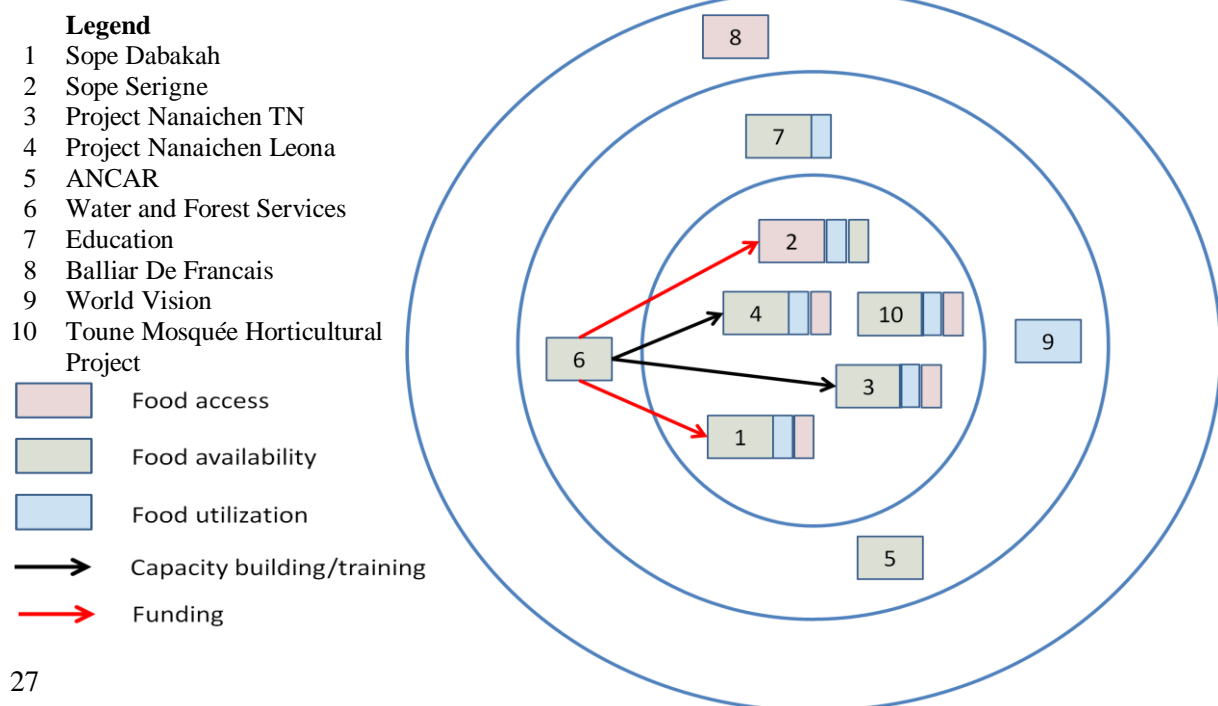 Legend
1 Sope Dabakah
2 Sope Serigne
3 Project Nanaichen TN
4 Project Nanaichen Leona
5 ANCAR
6 Water and Forest Services
7 Education
8 Balliar De Francais
9 World Vision
10 Toune Mosquée Horticultural
Project
Food access
Food availability
Food utilization
Capacity building/training
Funding
27
8
7
2
4
10
9
6
3
1
5